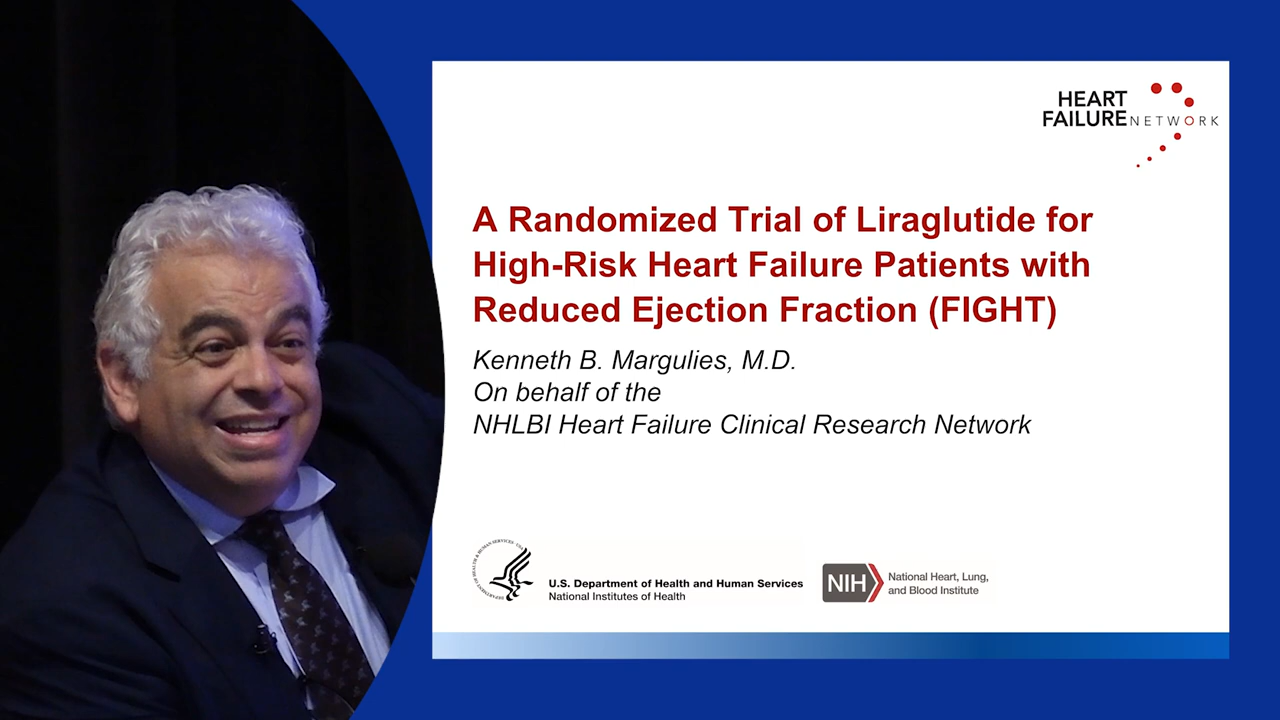 HEART
FAILURE NETWORK
A Randomized Trial of Liraglutide for
High-Risk Heart Failure Patients with
Reduced Ejection Fraction (FIGHT)
Kenneth B. Margulies, M.D.
On behalf of the
NHLBI Heart Failure Clinical Research Network
U.S. Department of Health and Human Services
National Institutes of Health
NIH
National Heart, Lung,
and Blood Institute